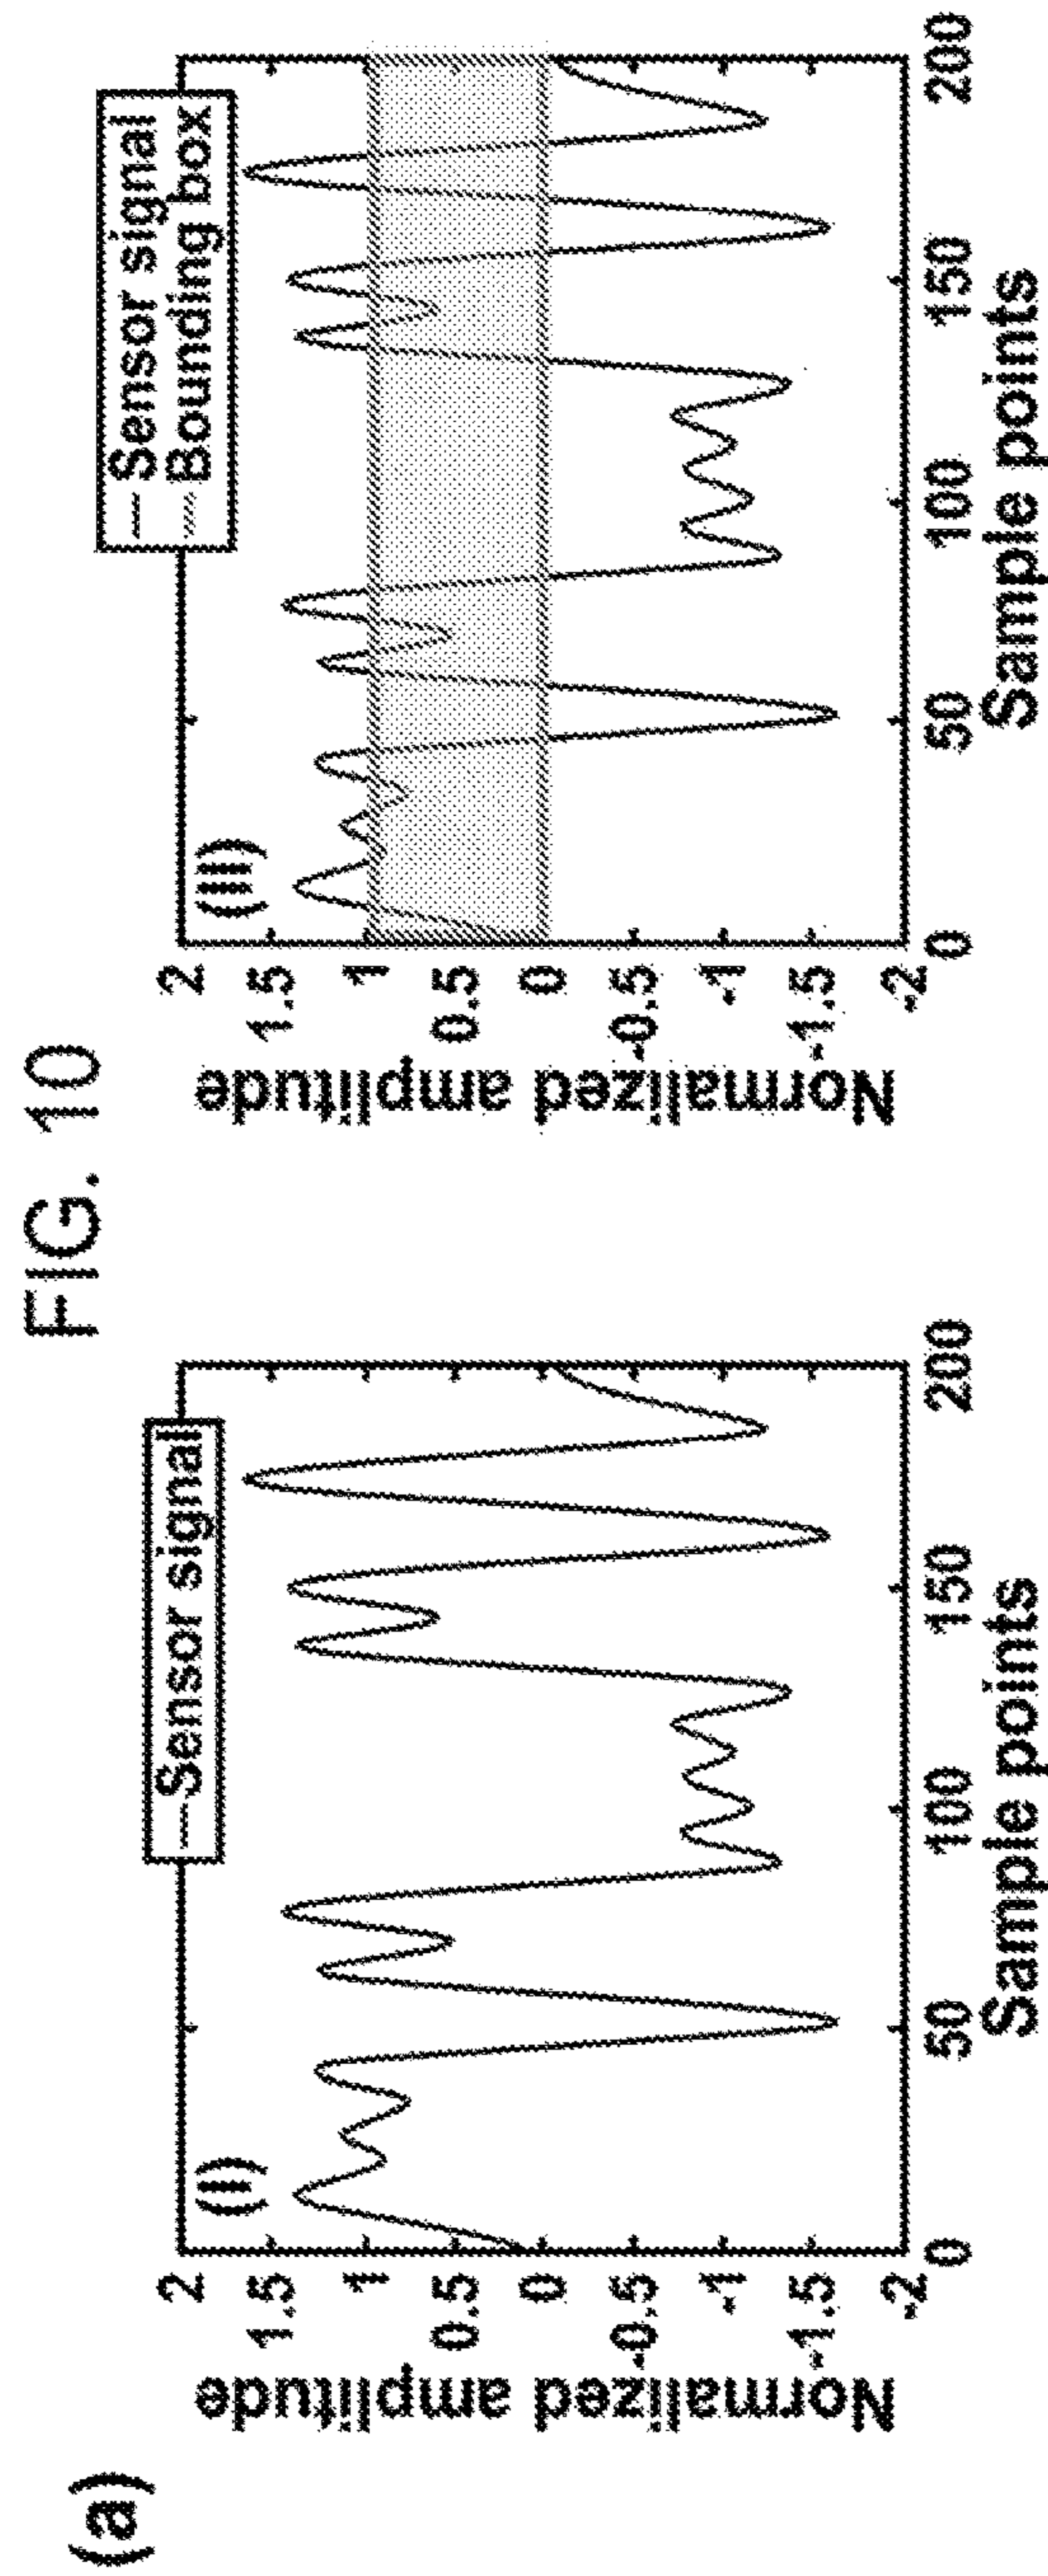 FIG. 10
(a)
(i)
Sensor signal
Normalized amplitude
2
1.5
1
0.5
0
-0.5
-1
-1.5
-2
0
50
100
150
200
Sample points
(ii)
Sensor signal
Bounding box
Normalized amplitude
2
1.5
1
0.5
0
-0.5
-1
-1.5
-2
0
50
100
150
200
Sample points